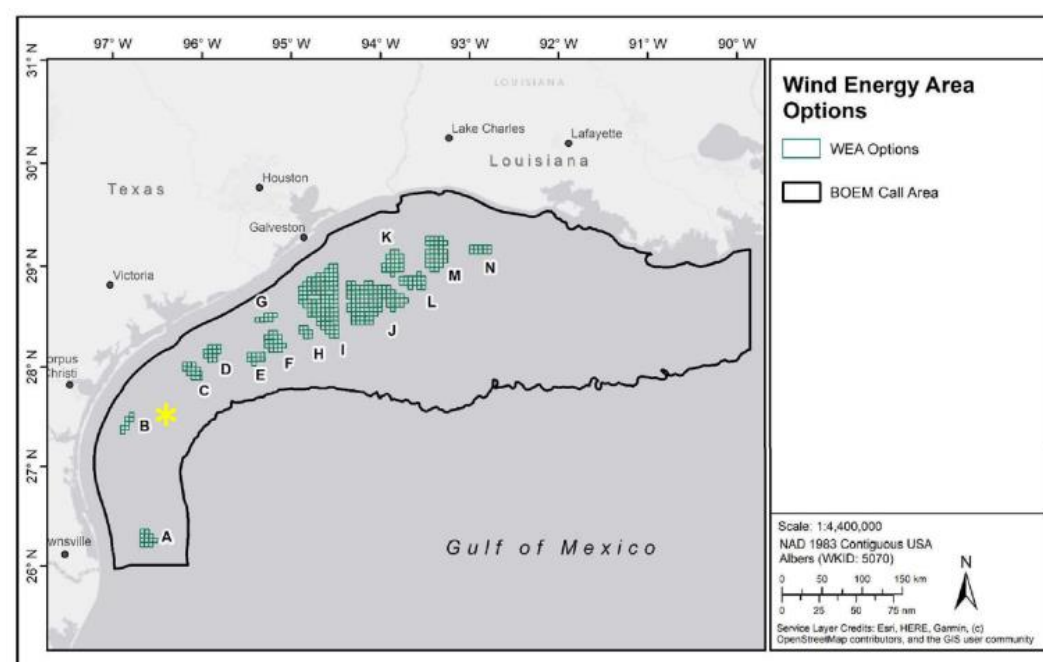 97° W 96° W 95° W 94° W 93° W 92° W 91° W 90° W
31° N
30° N
29° N
28° N
27° N
26° N
LOUISIANA
Lake Charles
Lafayette
Louisiana
Texas
Houston
Galveston
Victoria
orpus
Christi
wnsville
K
M
N
L
G
J
I
H
F
E
D
C
B
A
Gulf of Mexico
Wind Energy Area
Options
WEA Options
BOEM Call Area
Scale: 1:4,400,000
NAD 1983 Contiguous USA
Albers (WKID: 5070)
N
0 50 100 150 km
0 25 50 75 nm
Service Layer Credits: Esri, HERE, Garmin, (c)
OpenStreetMap contributors, and the GIS user community